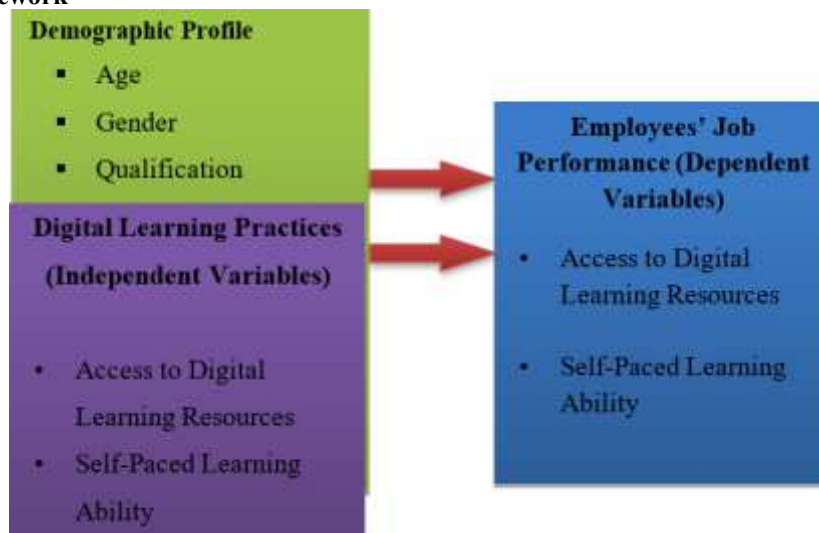 Demographic Profile
▪ Age
▪ Gender
▪ Qualification
Digital Learning Practices
(Independent Variables)
• Access to Digital
Learning Resources
• Self-Paced Learning
Ability
Employees' Job
Performance (Dependent
Variables)
• Access to Digital
Learning Resources
• Self-Paced Learning
Ability